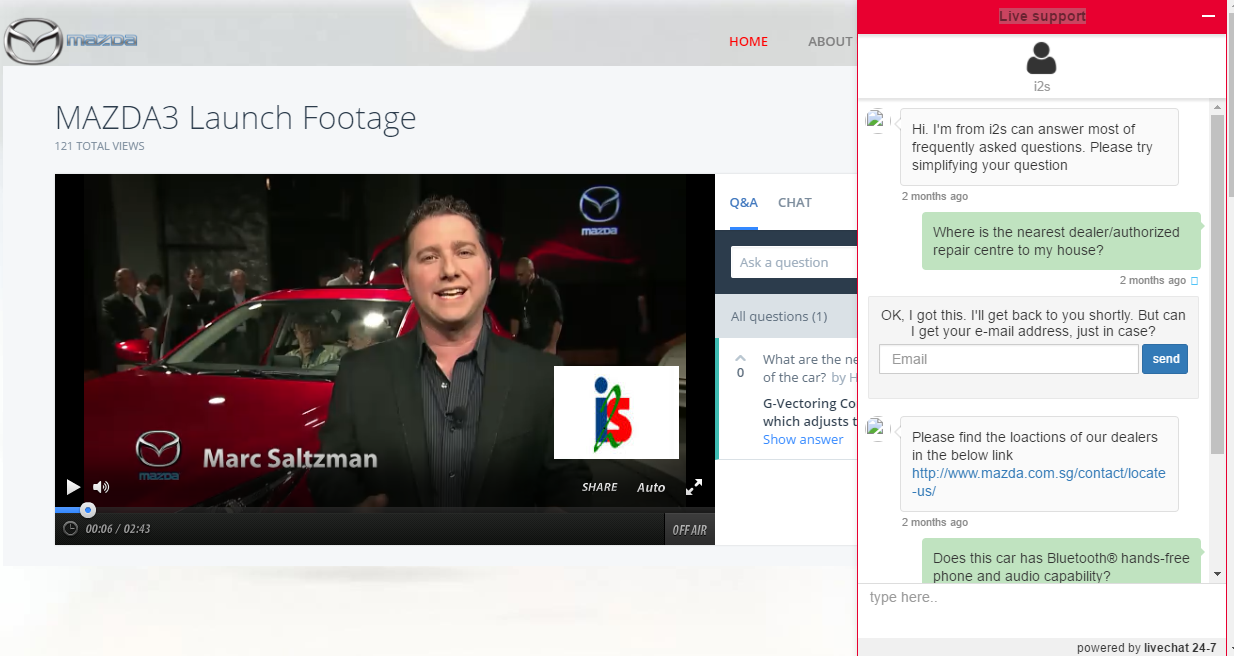 mazda
HOME
ABOUT
MAZDA3 Launch Footage
121 TOTAL VIEWS
mazda
mazda
Marc Saltzman
i2s
SHARE
Auto
00:06 / 02:43
OFF AIR
Q&A
CHAT
Ask a question
All questions (1)
0
What are the ne
of the car? by H
G-Vectoring Co
which adjusts t
Show answer
Live support
i2s
Hi. I'm from i2s can answer most of
frequently asked questions. Please try
simplifying your question
2 months ago
Where is the nearest dealer/authorized
repair centre to my house?
2 months ago
OK, I got this. I'll get back to you shortly. But can
I get your e-mail address, just in case?
Email
send
Please find the loactions of our dealers
in the below link
http://www.mazda.com.sg/contact/locate
-us/
2 months ago
Does this car has Bluetooth® hands-free
phone and audio capability?
type here..
powered by livechat 24-7